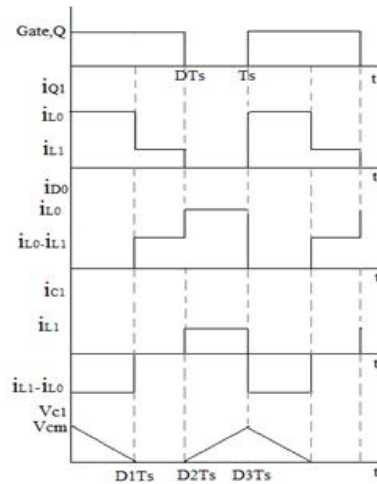 Gate,Q
DTs Ts t
iQ1
iL0
iL1
t
iD0
iL0
iL0-iL1
t
iC1
iL1
iL1-iL0
Vc1
Vcm
t
D1Ts D2Ts D3Ts